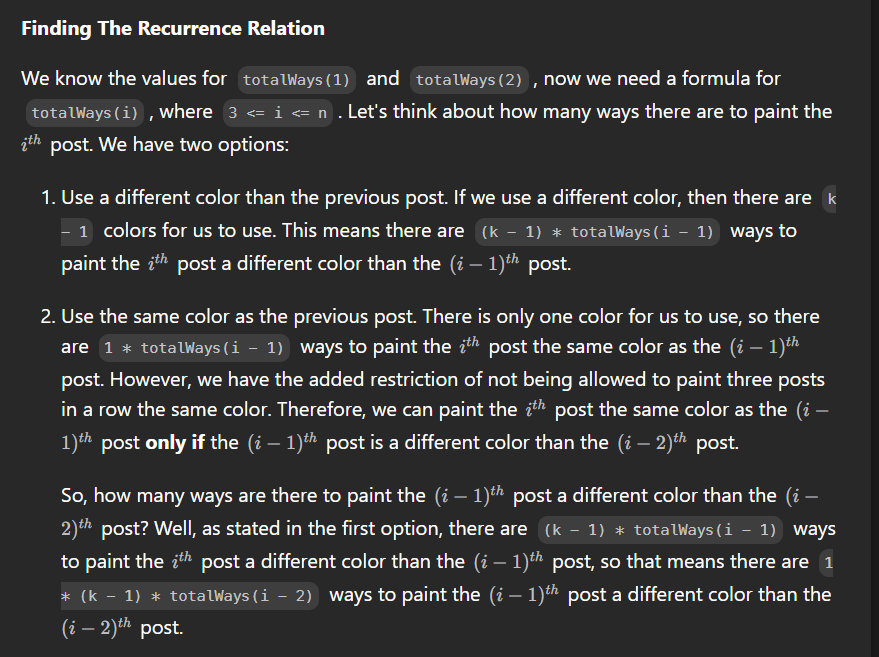 Finding The Recurrence Relation
We know the values for totalWays(1) and totalWays(2) , now we need a formula for
totalWays(i) , where 3 <= i <= n . Let's think about how many ways there are to paint the
i^th post. We have two options:
1. Use a different color than the previous post. If we use a different color, then there are k
- 1 colors for us to use. This means there are (k - 1) * totalWays(i - 1) ways to
paint the i^th post a different color than the (i − 1)^th post.
2. Use the same color as the previous post. There is only one color for us to use, so there
are 1 * totalWays(i - 1) ways to paint the i^th post the same color as the (i − 1)^th
post. However, we have the added restriction of not being allowed to paint three posts
in a row the same color. Therefore, we can paint the i^th post the same color as the (i −
1)^th post only if the (i − 1)^th post is a different color than the (i − 2)^th post.
So, how many ways are there to paint the (i − 1)^th post a different color than the (i −
2)^th post? Well, as stated in the first option, there are (k - 1) * totalWays(i - 1) ways
to paint the i^th post a different color than the (i − 1)^th post, so that means there are 1
* (k - 1) * totalWays(i - 2) ways to paint the (i − 1)^th post a different color than the
(i − 2)^th post.